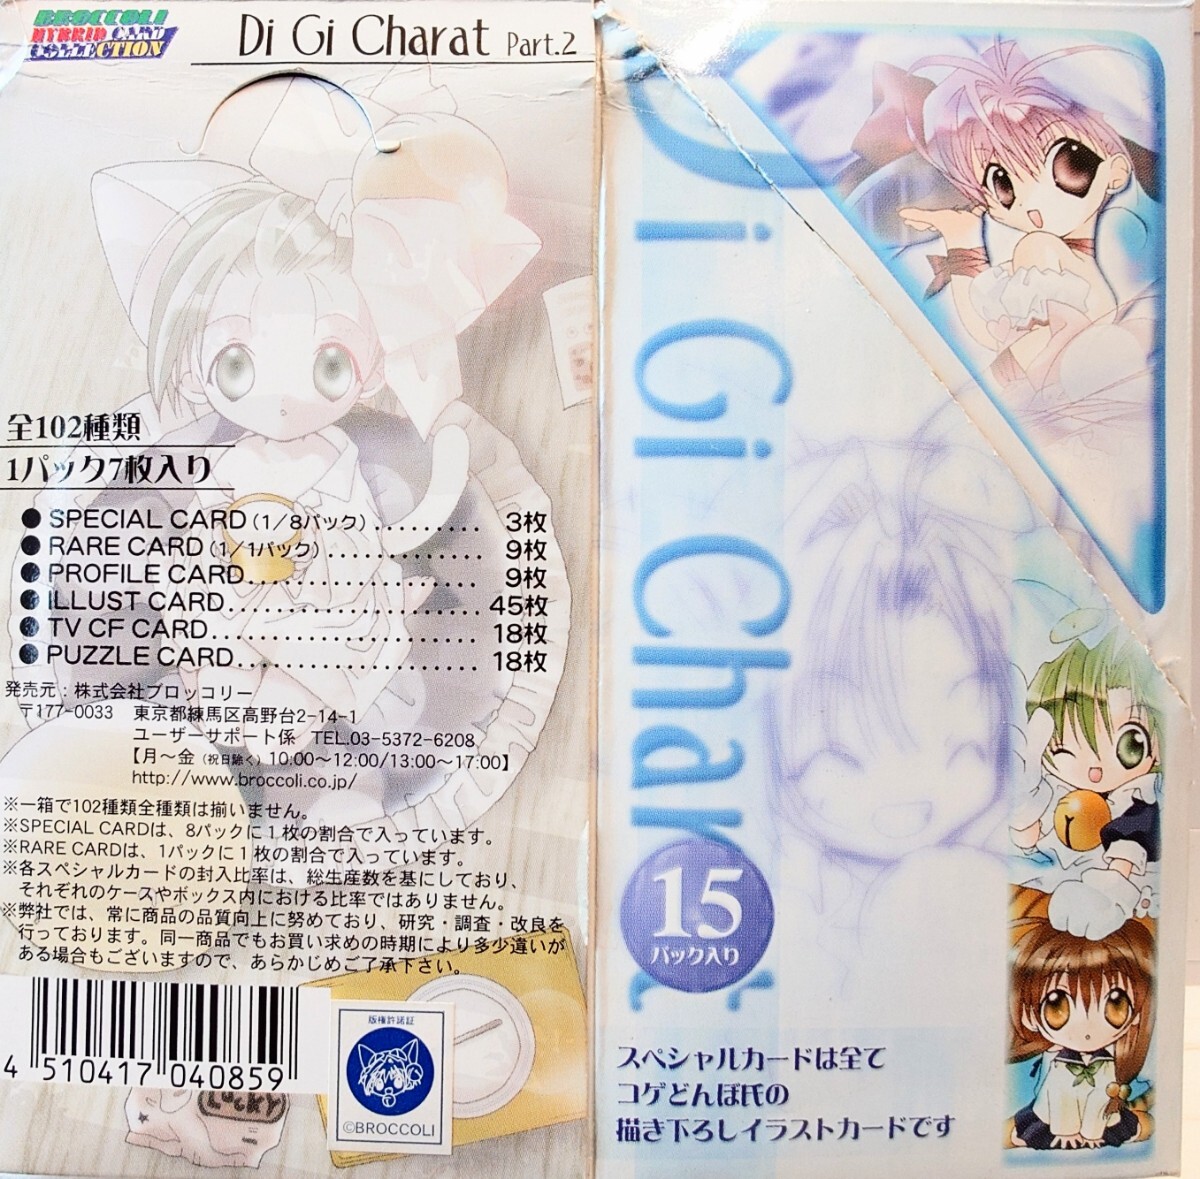 BROCCOLI
HYBRID CARD
COLLECTION
Di Gi Charat Part.2
全102種類
1パック7枚入り
●SPECIAL CARD(1/8パック)......... 3枚
●RARE CARD(1/1パック)............ 9枚
●PROFILE CARD.................... 9枚
●ILLUST CARD..................... 45枚
●TV CF CARD...................... 18枚
●PUZZLE CARD..................... 18枚
発売元:株式会社ブロッコリー
〒177-0033 東京都練馬区高野台2-14-1
ユーザーサポート係 TEL.03-5372-6208
【月~金(祝日除く)10:00~12:00/13:00~17:00】
http://www.broccoli.co.jp/
※一箱で102種類全種類は揃いません。
※SPECIAL CARDは、8パックに1枚の割合で入っています。
※RARE CARDは、1パックに1枚の割合で入っています。
※各スペシャルカードの封入比率は、総生産数を基にしており、
それぞれのケースやボックス内における比率ではありません。
※弊社では、常に商品の品質向上に努めており、研究・調査・改良を
行っております。同一商品でもお買い求めの時期により多少違いが
ある場合もございますので、あらかじめご了承下さい。
4 510417 040859
Lucky
版権許諾証
©BROCCOLI
Di Gi Charat
15
パック入り
スペシャルカードは全て
コゲどんぼ氏の
描き下ろしイラストカードです